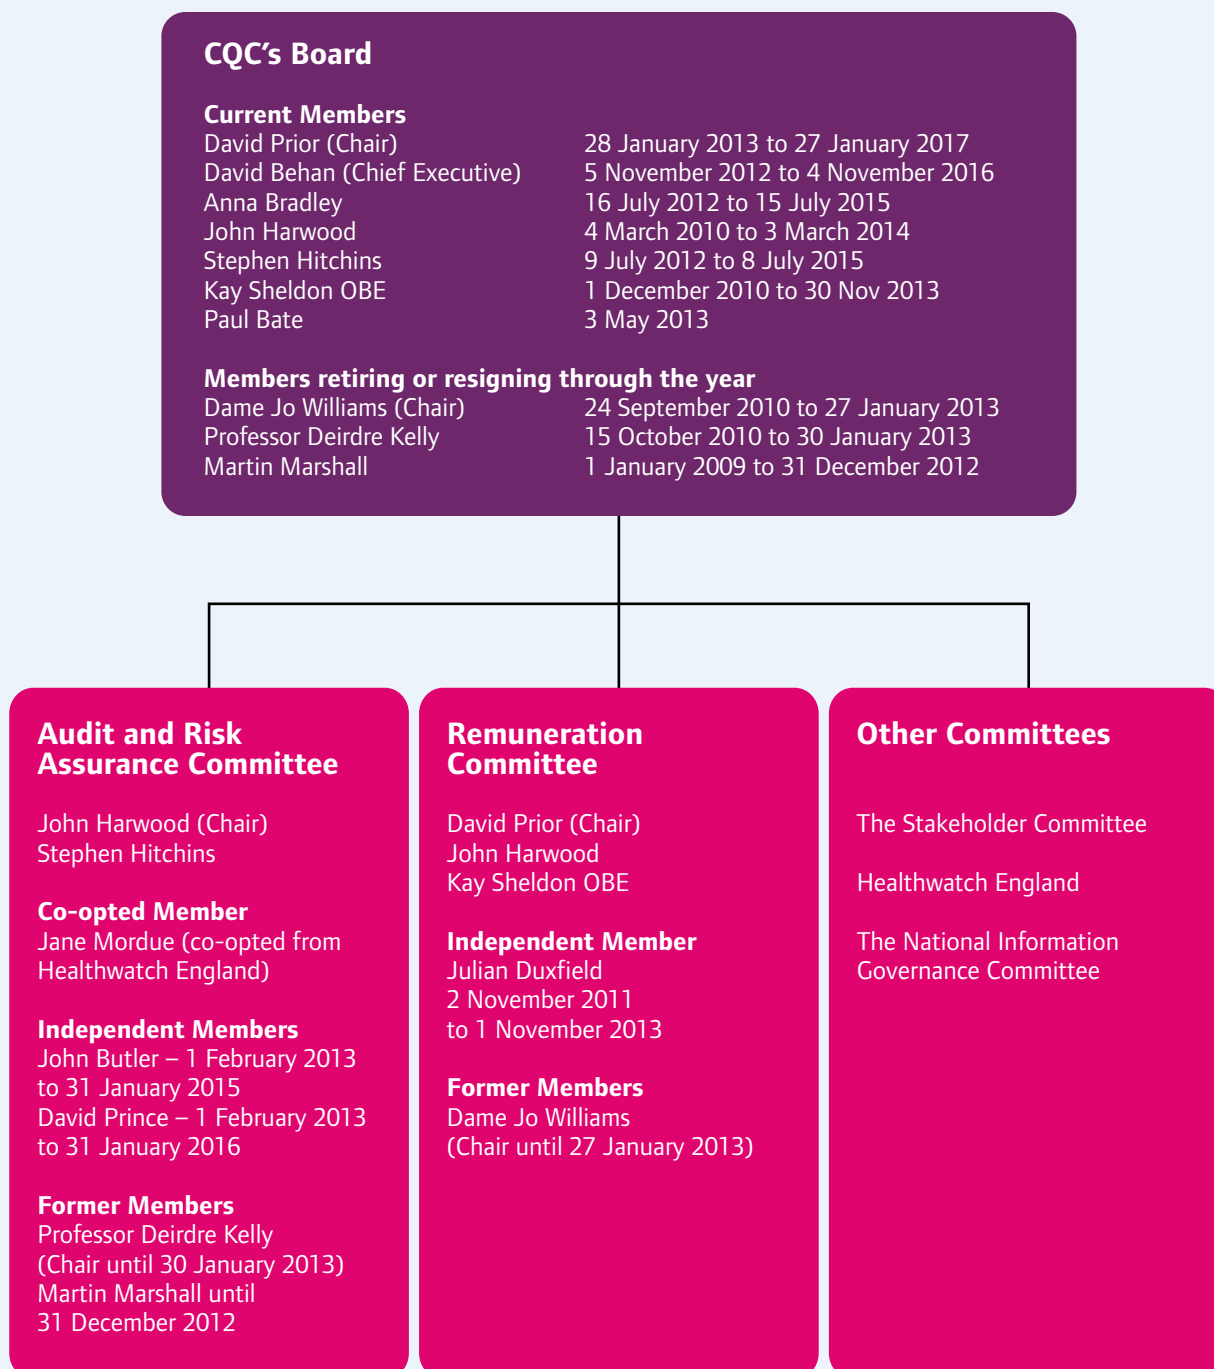 CQC's Board
Current Members
David Prior (Chair) 28 January 2013 to 27 January 2017
David Behan (Chief Executive) 5 November 2012 to 4 November 2016
Anna Bradley 16 July 2012 to 15 July 2015
John Harwood 4 March 2010 to 3 March 2014
Stephen Hitchins 9 July 2012 to 8 July 2015
Kay Sheldon OBE 1 December 2010 to 30 Nov 2013
Paul Bate 3 May 2013
Members retiring or resigning through the year
Dame Jo Williams (Chair) 24 September 2010 to 27 January 2013
Professor Deirdre Kelly 15 October 2010 to 30 January 2013
Martin Marshall 1 January 2009 to 31 December 2012
Audit and Risk
Assurance Committee
John Harwood (Chair)
Stephen Hitchins
Co-opted Member
Jane Mordue (co-opted from
Healthwatch England)
Independent Members
John Butler – 1 February 2013
to 31 January 2015
David Prince – 1 February 2013
to 31 January 2016
Former Members
Professor Deirdre Kelly
(Chair until 30 January 2013)
Martin Marshall until
31 December 2012
Remuneration
Committee
David Prior (Chair)
John Harwood
Kay Sheldon OBE
Independent Member
Julian Duxfield
2 November 2011
to 1 November 2013
Former Members
Dame Jo Williams
(Chair until 27 January 2013)
Other Committees
The Stakeholder Committee
Healthwatch England
The National Information
Governance Committee